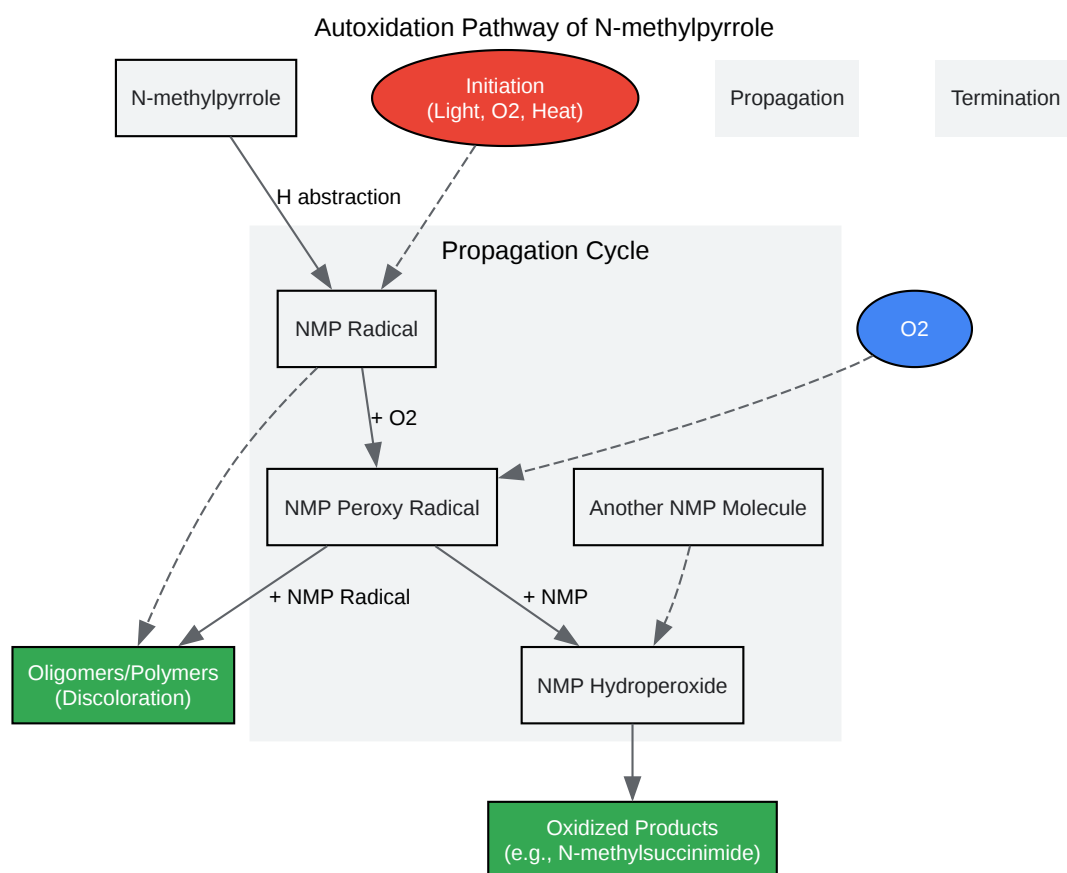 Autoxidation Pathway of N-methylpyrrole
N-methylpyrrole
Initiation
(Light, O2, Heat)
Propagation
Termination
H abstraction
Propagation Cycle
NMP Radical
O2
+ O2
NMP Peroxy Radical
Another NMP Molecule
+ NMP Radical
+ NMP
Oligomers/Polymers
(Discoloration)
NMP Hydroperoxide
Oxidized Products
(e.g., N-methylsuccinimide)